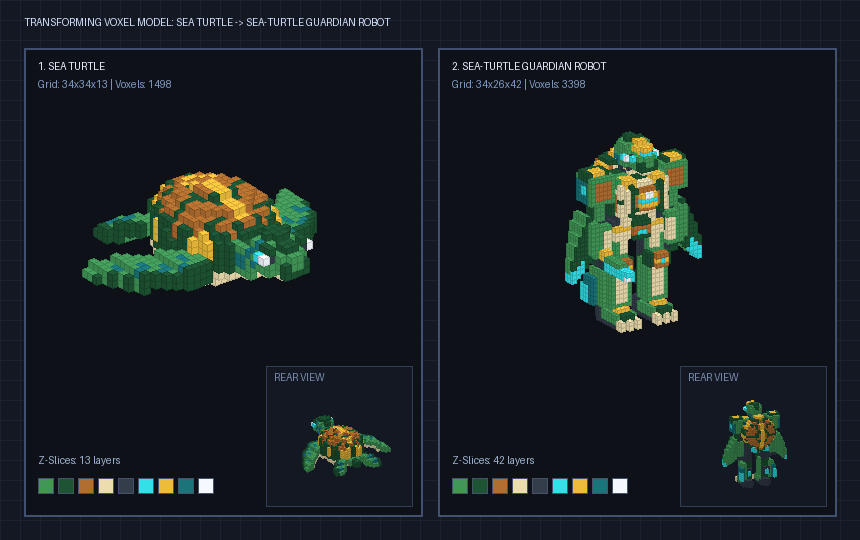 TRANSFORMING VOXEL MODEL: SEA TURTLE -> SEA-TURTLE GUARDIAN ROBOT
1. SEA TURTLE
Grid: 34x34x13 | Voxels: 1498
REAR VIEW
Z-Slices: 13 layers
2. SEA-TURTLE GUARDIAN ROBOT
Grid: 34x26x42 | Voxels: 3398
REAR VIEW
Z-Slices: 42 layers